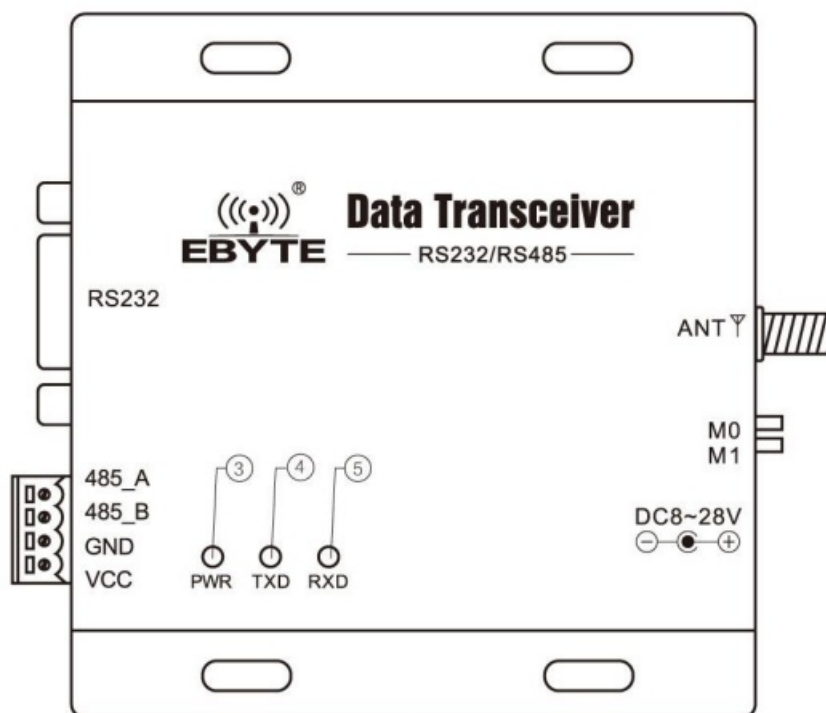 ®
EBYTE
Data Transceiver
RS232/RS485
RS232
ANT
M0
M1
485_A
485_B
GND
VCC
③ ④ ⑤
PWR TXD RXD
DC8~28V